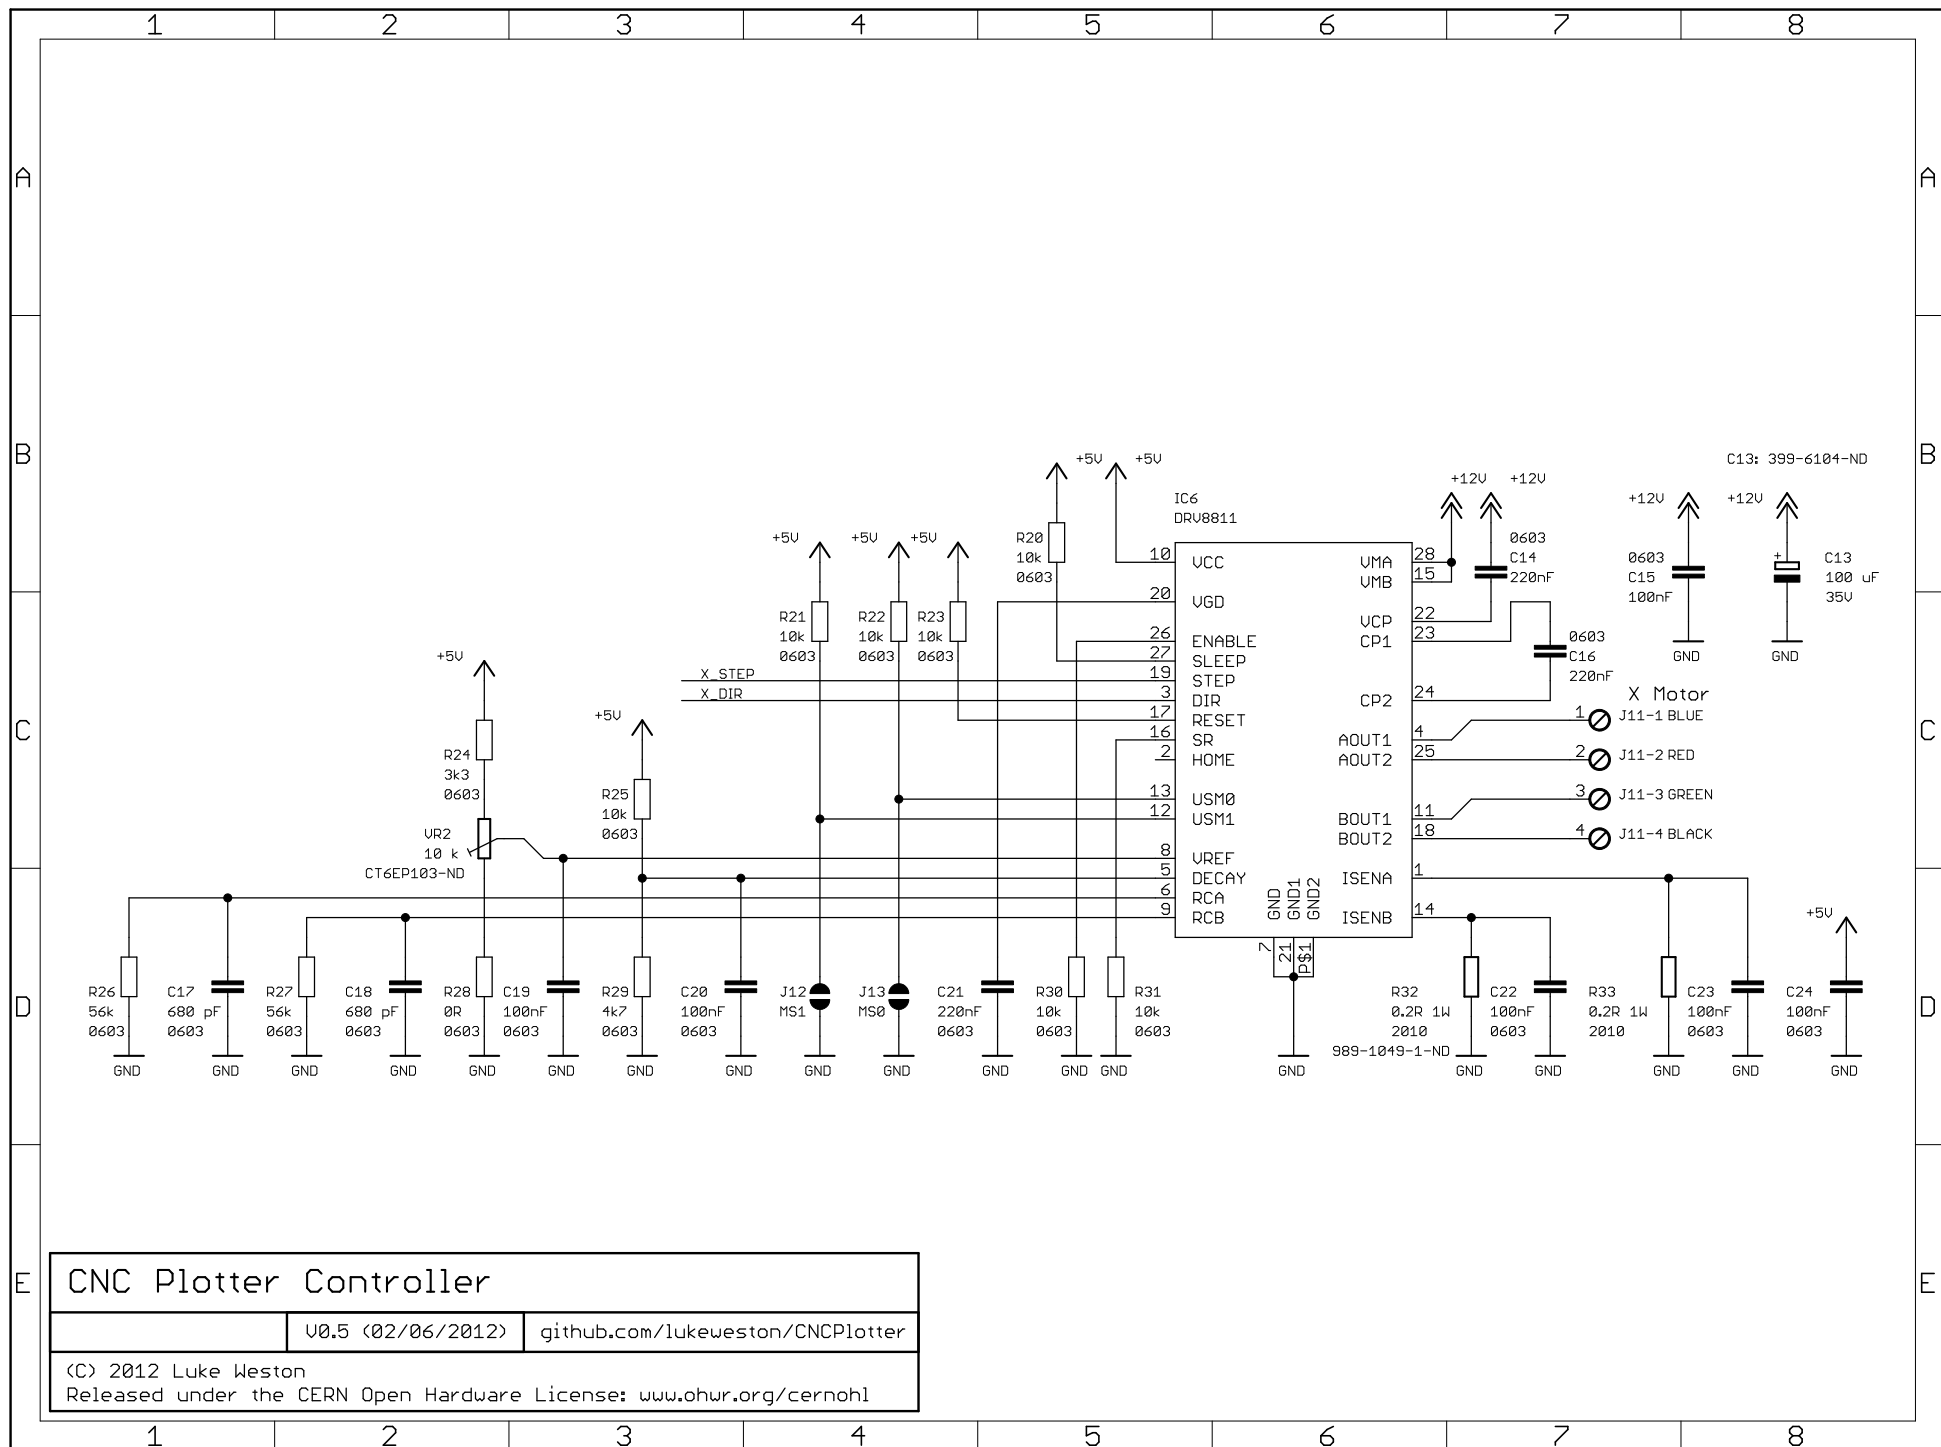 1 2 3 4 5 6 7 8
A A
B B
C C
D D
E E
C13: 399-6104-ND
+5V +5V
+12V +12V
+12V +12V
IC6
DRV8811
+5V +5V +5V
R20
10k
0603
0603
C14
220nF
0603
C15
100nF
GND
C13
+
100 uF
35V
GND
10 VCC
20 VGD
26 ENABLE
27 SLEEP
19 STEP
3 DIR
17 RESET
16 SR
2 HOME
13 USM0
12 USM1
8 VREF
5 DECAY
6 RCA
9 RCB
VMA 28
VMB 15
VCP 22
CP1 23
CP2 24
AOUT1 4
AOUT2 25
BOUT1 11
BOUT2 18
ISENA 1
ISENB 14
GND
GND1
GND2
7
21
P$1
GND
0603
C16
220nF
X Motor
1 J11-1 BLUE
2 J11-2 RED
3 J11-3 GREEN
4 J11-4 BLACK
R21
10k
0603
R22
10k
0603
R23
10k
0603
X_STEP
X_DIR
+5V
R24
3k3
0603
VR2
10 k
CT6EP103-ND
+5V
R25
10k
0603
R26
56k
0603
GND
C17
680 pF
0603
GND
R27
56k
0603
GND
C18
680 pF
0603
GND
R28
0R
0603
GND
C19
100nF
0603
R29
4k7
0603
GND
C20
100nF
0603
GND
J12
MS1
GND
J13
MS0
GND
C21
220nF
0603
GND
R30
10k
0603
GND
R31
10k
0603
GND
R32
0.2R 1W
2010
989-1049-1-ND
GND
C22
100nF
0603
GND
R33
0.2R 1W
2010
GND
C23
100nF
0603
GND
+5V
C24
100nF
0603
GND
CNC Plotter Controller
V0.5 (02/06/2012) github.com/lukeweston/CNCPlotter
(C) 2012 Luke Weston
Released under the CERN Open Hardware License: www.ohwr.org/cernohl
1 2 3 4 5 6 7 8